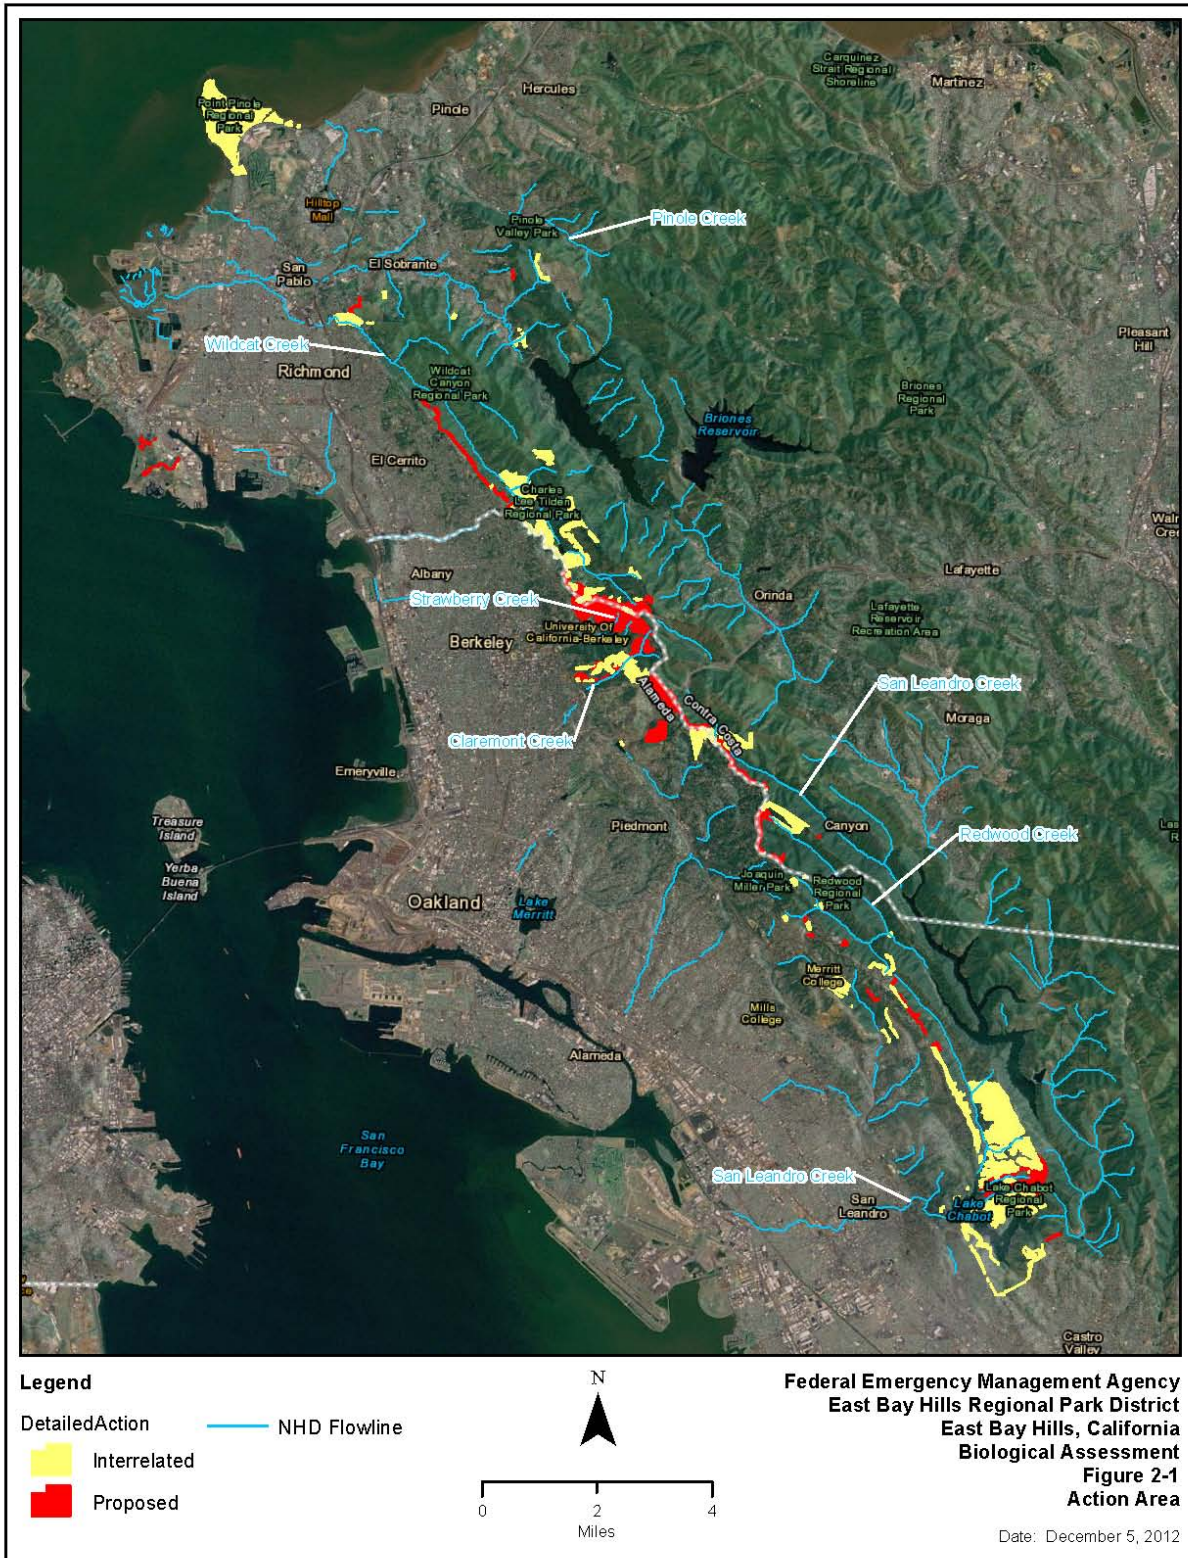 Carquinez
Strait Regional
Shoreline
Martinez
Hercules
Point Pinole
Regional
Park
Pinole
Hilltop
Mall
Pinole
Valley Park
Pinole Creek
San
Pablo
El Sobrante
Pleasant
Hill
Wildcat Creek
Richmond
Wildcat
Canyon
Regional Park
Briones
Regional
Park
Briones
Reservoir
El Cerrito
Charles
Lee Tilden
Regional Park
Albany
Lafayette
Strawberry Creek
Orinda
Lafayette
Reservoir
Recreation Area
University Of
California-Berkeley
Berkeley
San Leandro Creek
Alameda
Contra Costa
Moraga
Claremont Creek
Emeryville
Treasure
Island
Piedmont
Canyon
Redwood Creek
Yerba
Buena
Island
Joaquin
Miller Park
Redwood
Regional
Park
Oakland
Lake
Merritt
Merritt
College
Mills
College
Alameda
San
Francisco
Bay
San Leandro Creek
San
Leandro
Lake
Chabot
Lake Chabot
Regional
Park
Castro
Valley
Legend
DetailedAction
NHD Flowline
Interrelated
Proposed
N
0 2 4
Miles
Federal Emergency Management Agency
East Bay Hills Regional Park District
East Bay Hills, California
Biological Assessment
Figure 2-1
Action Area
Date: December 5, 2012